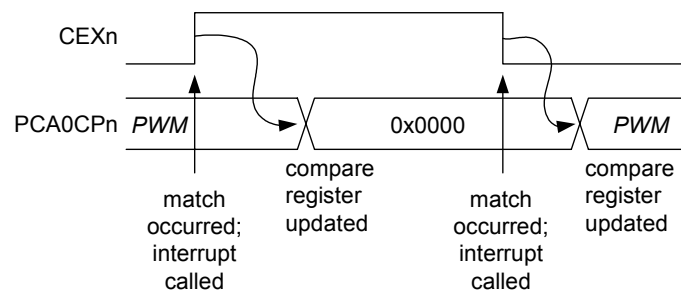 CEXn
PCA0CPn
PWM
0x0000
PWM
match
occurred;
interrupt
called
compare
register
updated
match
occurred;
interrupt
called
compare
register
updated